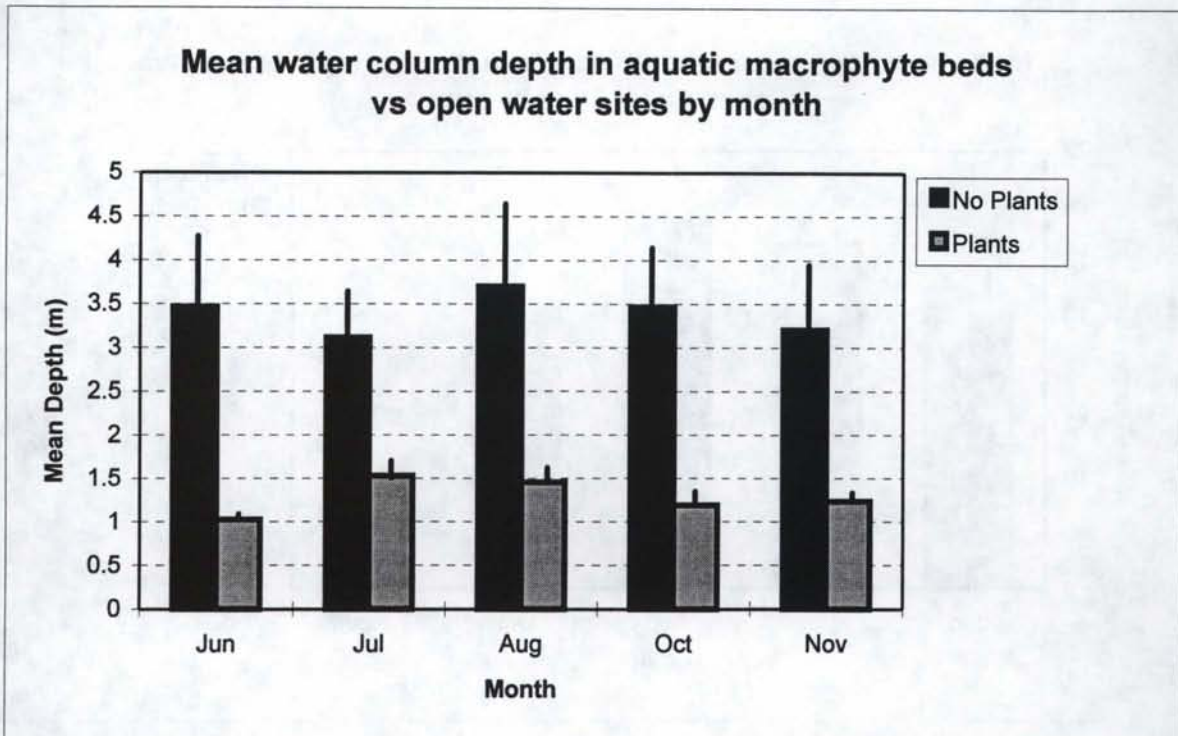 Mean water column depth in aquatic macrophyte beds
vs open water sites by month
5
4.5
4
3.5
3
2.5
2
1.5
1
0.5
0
Mean Depth (m)
Jun Jul Aug Oct Nov
Month
No Plants
Plants